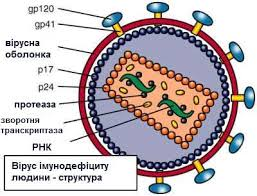 gp120
gp41
вірусна
оболонка
p17
p24
протеаза
зворотня
транскриптаза
РНК
Вірус імунодефіциту
людини - структура